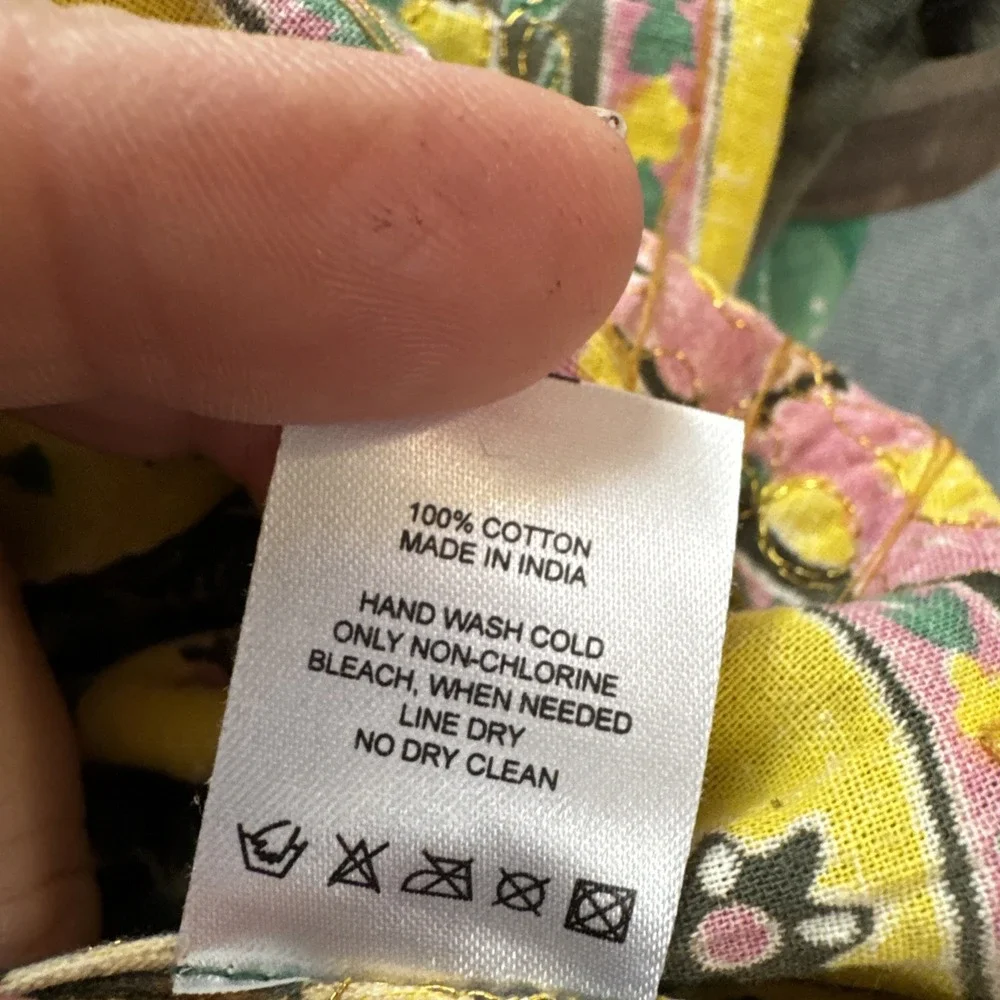 100% COTTON
MADE IN INDIA
HAND WASH COLD
ONLY NON-CHLORINE
BLEACH, WHEN NEEDED
LINE DRY
NO DRY CLEAN